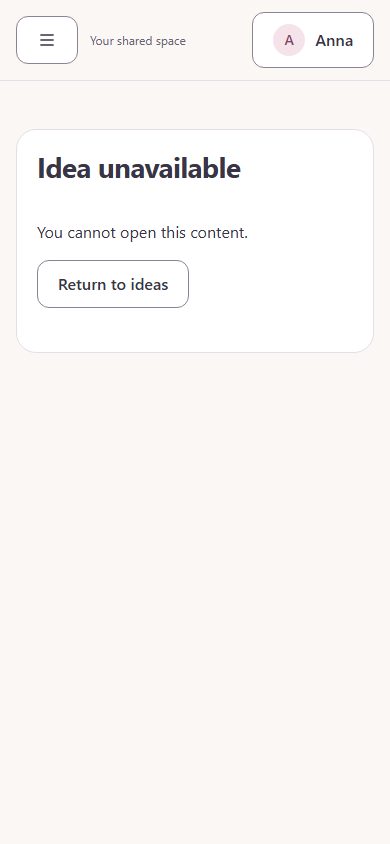 Your shared space
A
Anna
Idea unavailable
You cannot open this content.
Return to ideas